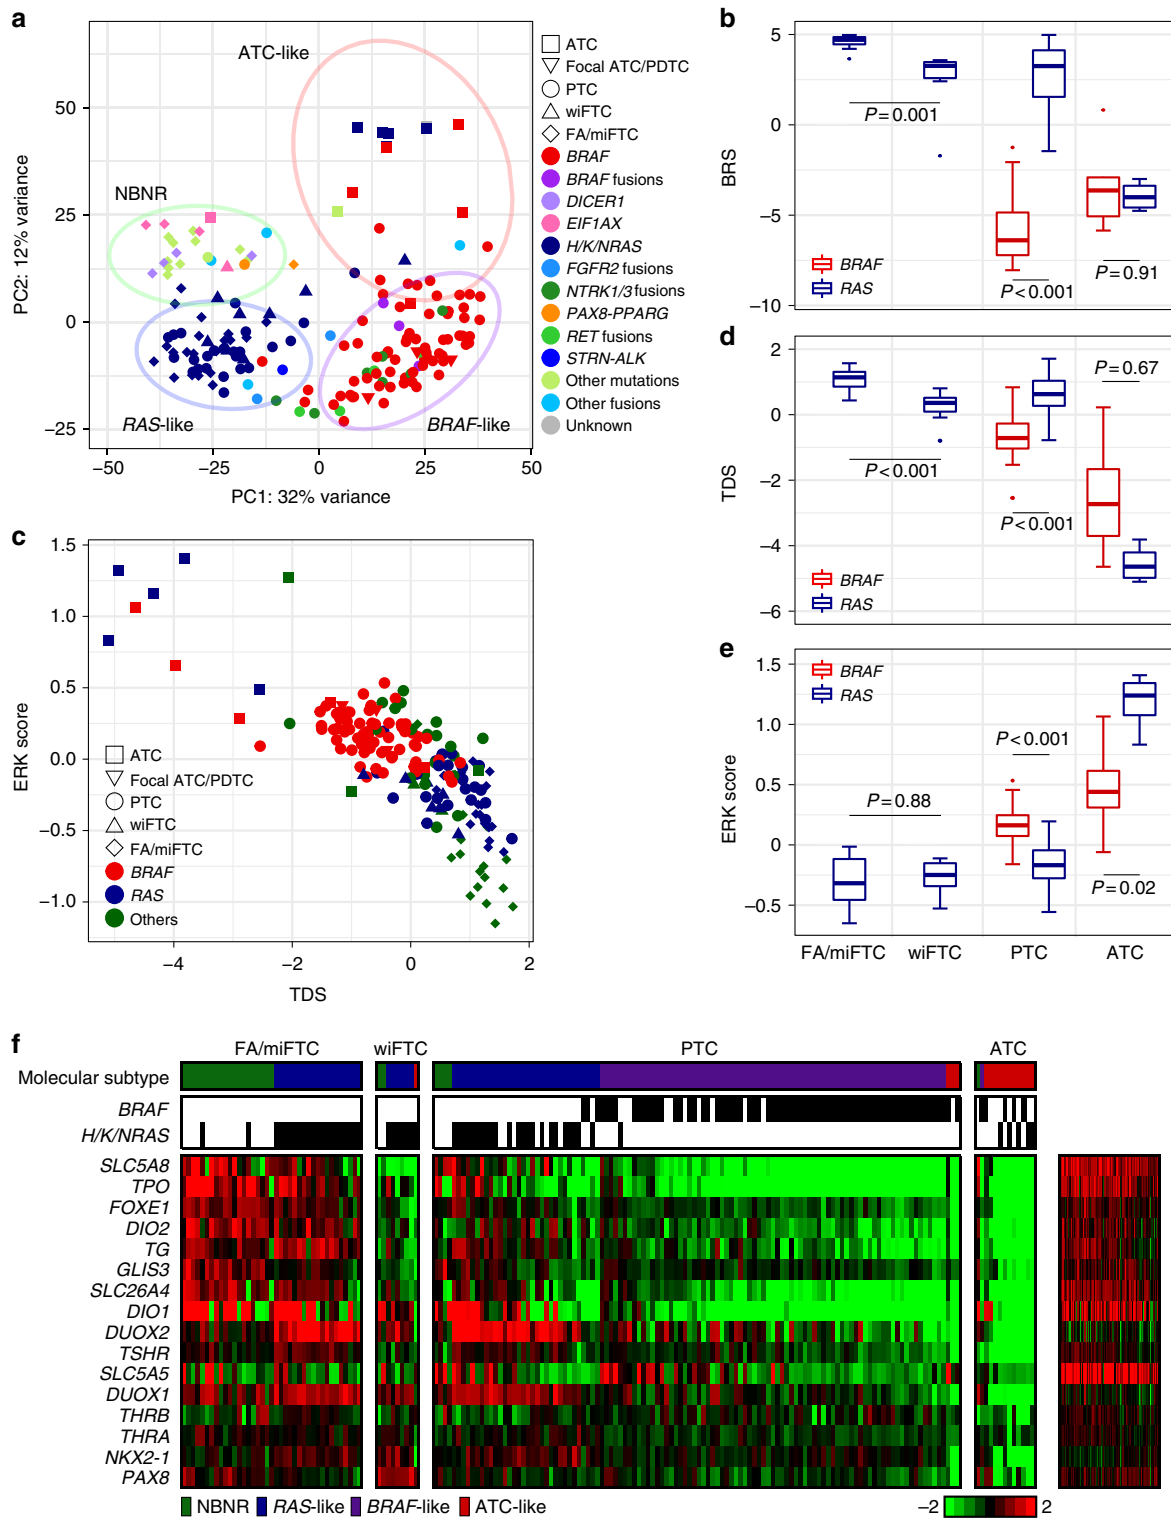 a
ATC-like
NBNR
RAS-like
BRAF-like
50
25
0
−25
−50
−25
0
25
50
PC2: 12% variance
PC1: 32% variance
ATC
Focal ATC/PDTC
PTC
wiFTC
FA/miFTC
BRAF
BRAF fusions
DICER1
EIF1AX
H/K/NRAS
FGFR2 fusions
NTRK1/3 fusions
PAX8-PPARG
RET fusions
STRN-ALK
Other mutations
Other fusions
Unknown
b
BRS
5
0
−5
−10
P=0.001
P<0.001
P=0.91
BRAF
RAS
d
TDS
2
0
−2
−4
−6
P<0.001
P<0.001
P=0.67
BRAF
RAS
c
ERK score
1.5
1.0
0.5
0.0
−0.5
−1.0
−4
−2
0
2
TDS
ATC
Focal ATC/PDTC
PTC
wiFTC
FA/miFTC
BRAF
RAS
Others
e
ERK score
1.5
1.0
0.5
0
−0.5
BRAF
RAS
P=0.88
P<0.001
P=0.02
FA/miFTC
wiFTC
PTC
ATC
f
FA/miFTC
wiFTC
PTC
ATC
Molecular subtype
BRAF
H/K/NRAS
SLC5A8
TPO
FOXE1
DIO2
TG
GLIS3
SLC26A4
DIO1
DUOX2
TSHR
SLC5A5
DUOX1
THRB
THRA
NKX2-1
PAX8
NBNR
RAS-like
BRAF-like
ATC-like
−2
2